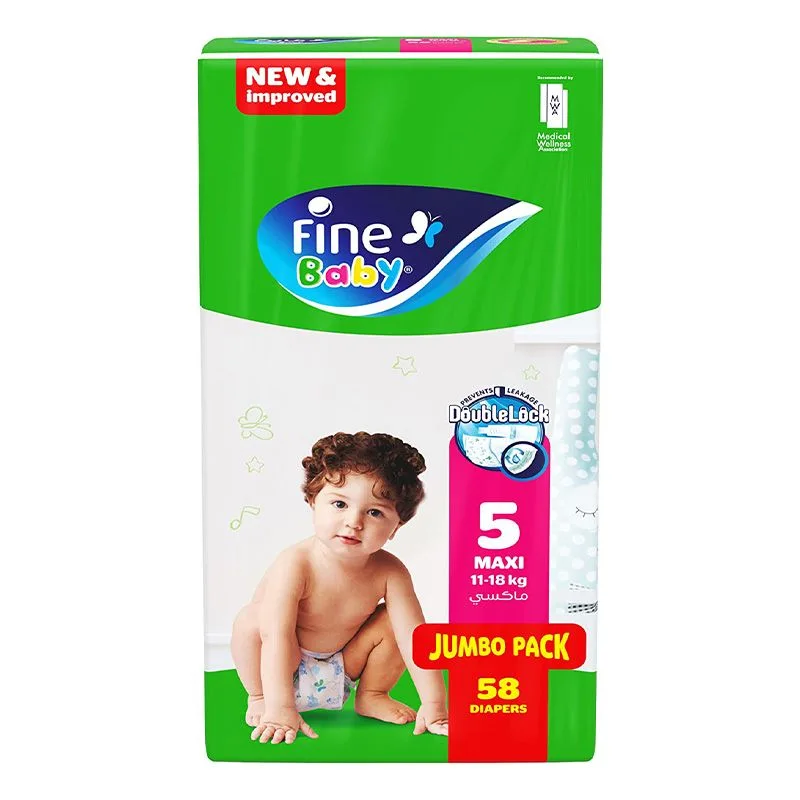 NEW &
improved
Recommended by
MWA
Medical
Wellness
Association
Fine
Baby®
PREVENTS LEAKAGE
DoubleLock
5
MAXI
11-18 kg
ماكسي
JUMBO PACK
58
DIAPERS